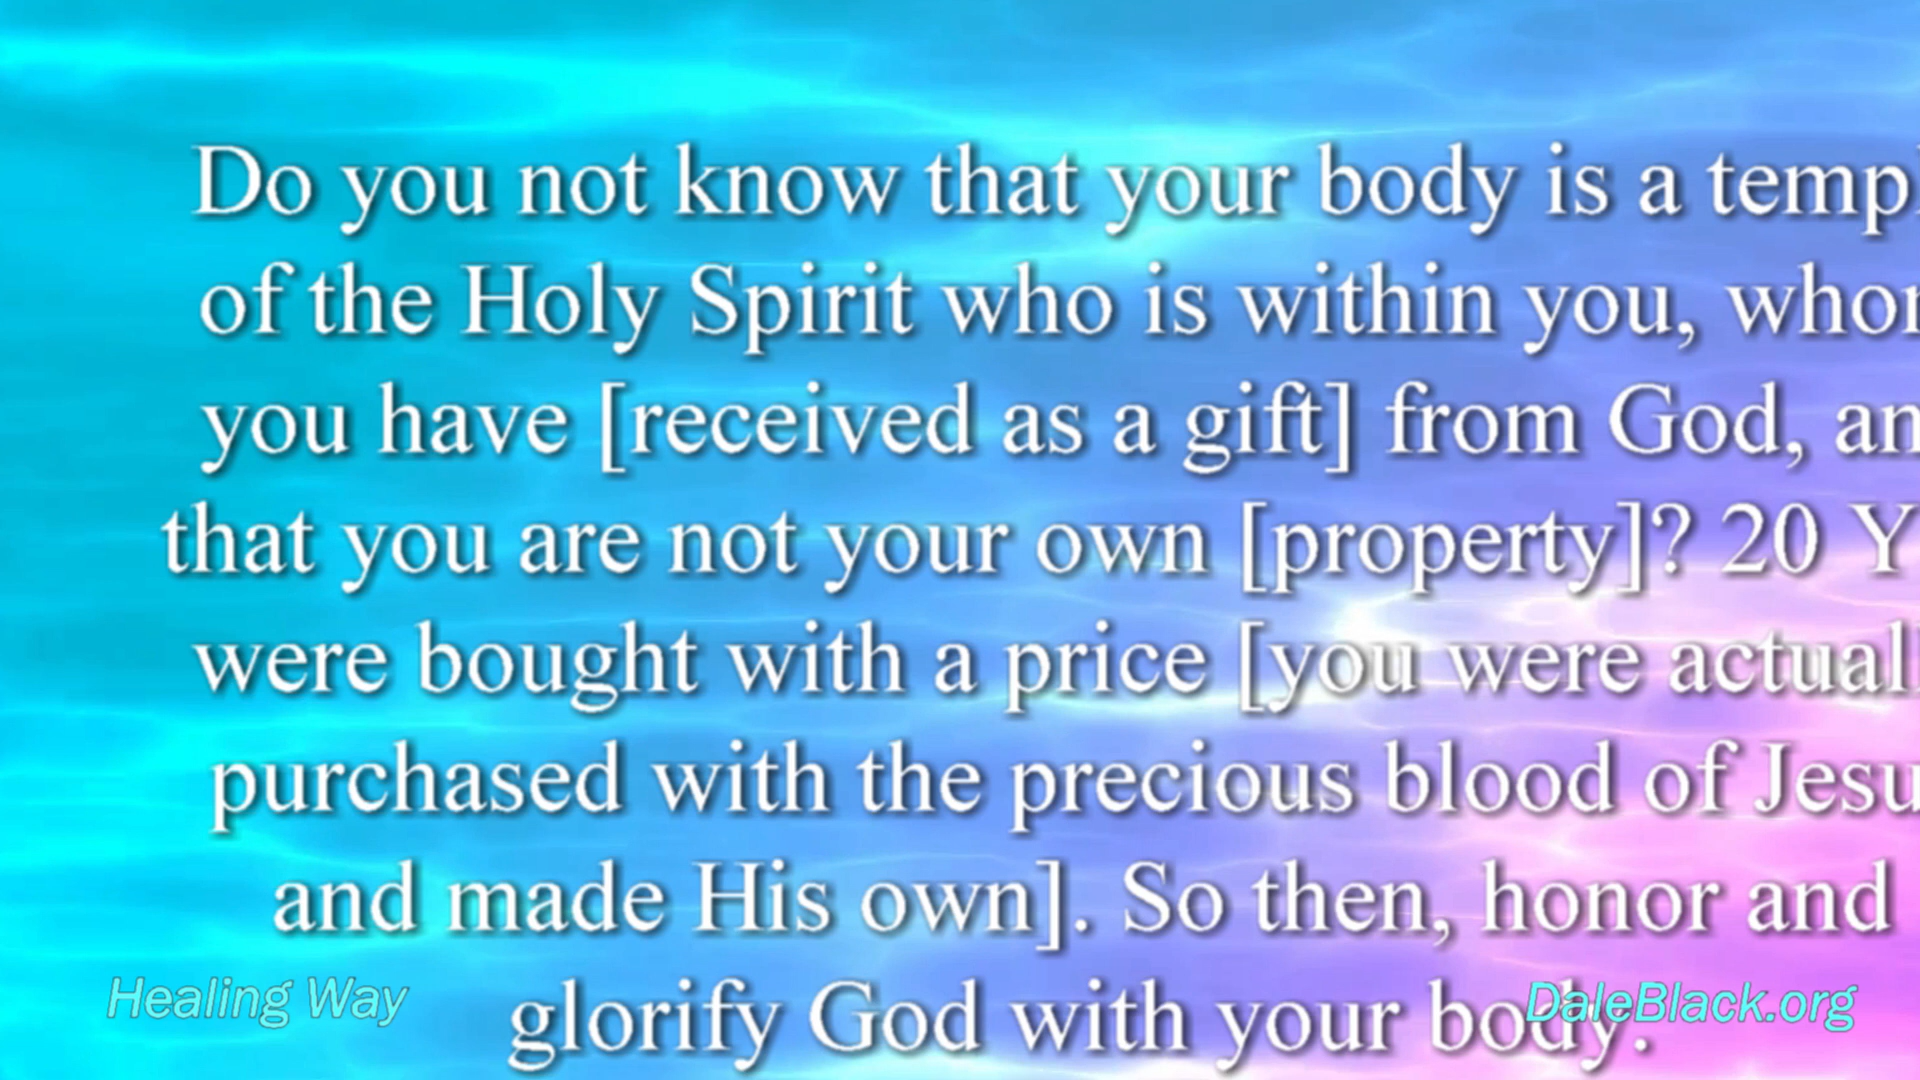 Do you not know that your body is a templ
of the Holy Spirit who is within you, whom
you have [received as a gift] from God, an
that you are not your own [property]? 20 Y
were bought with a price [you were actuall
purchased with the precious blood of Jesu
and made His own]. So then, honor and
glorify God with your body.
Healing Way
DaleBlack.org